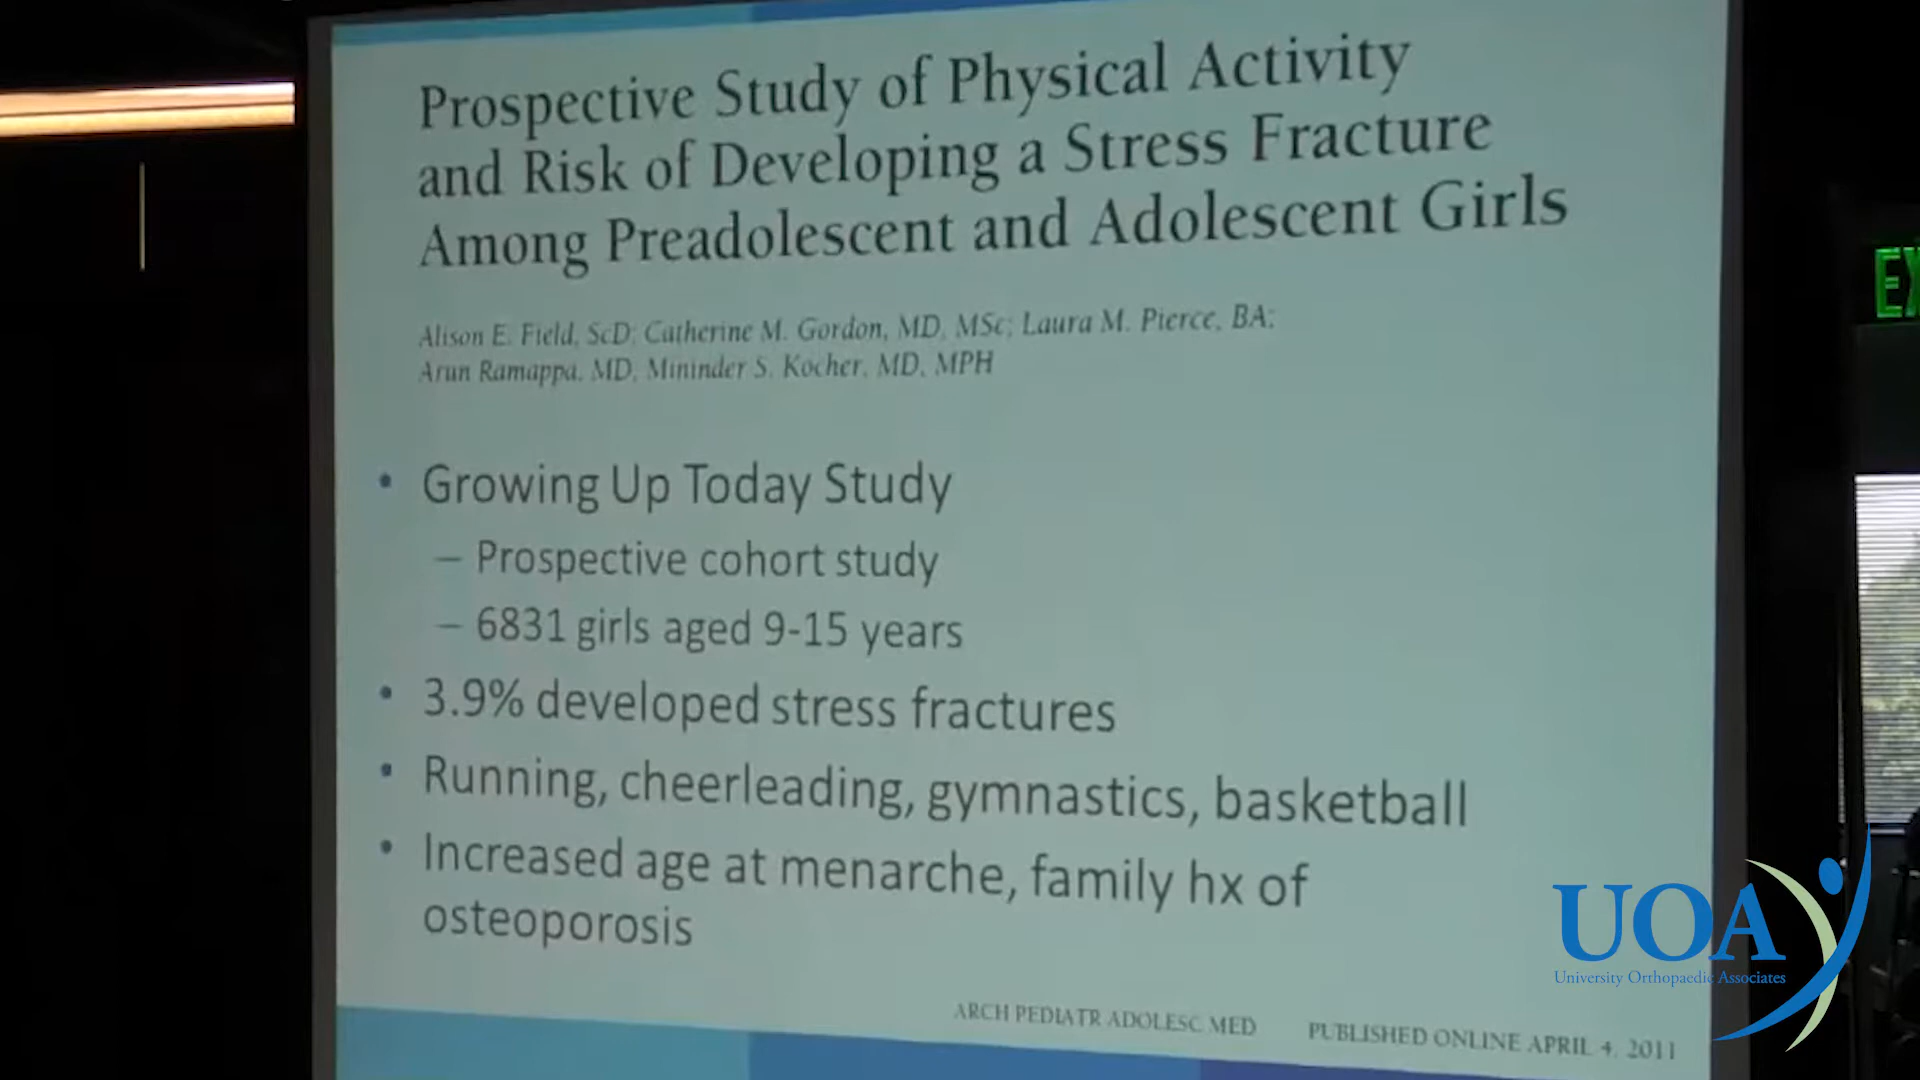 Prospective Study of Physical Activity
and Risk of Developing a Stress Fracture
Among Preadolescent and Adolescent Girls
Alison E. Field, ScD; Catherine M. Gordon, MD, MSc; Laura M. Pierce, BA;
Arun Ramappa, MD, Mininder S. Kocher, MD, MPH
• Growing Up Today Study
– Prospective cohort study
– 6831 girls aged 9-15 years
• 3.9% developed stress fractures
• Running, cheerleading, gymnastics, basketball
• Increased age at menarche, family hx of
osteoporosis
ARCH PEDIATR ADOLESC MED PUBLISHED ONLINE APRIL 4, 2011
UOA
University Orthopaedic Associates